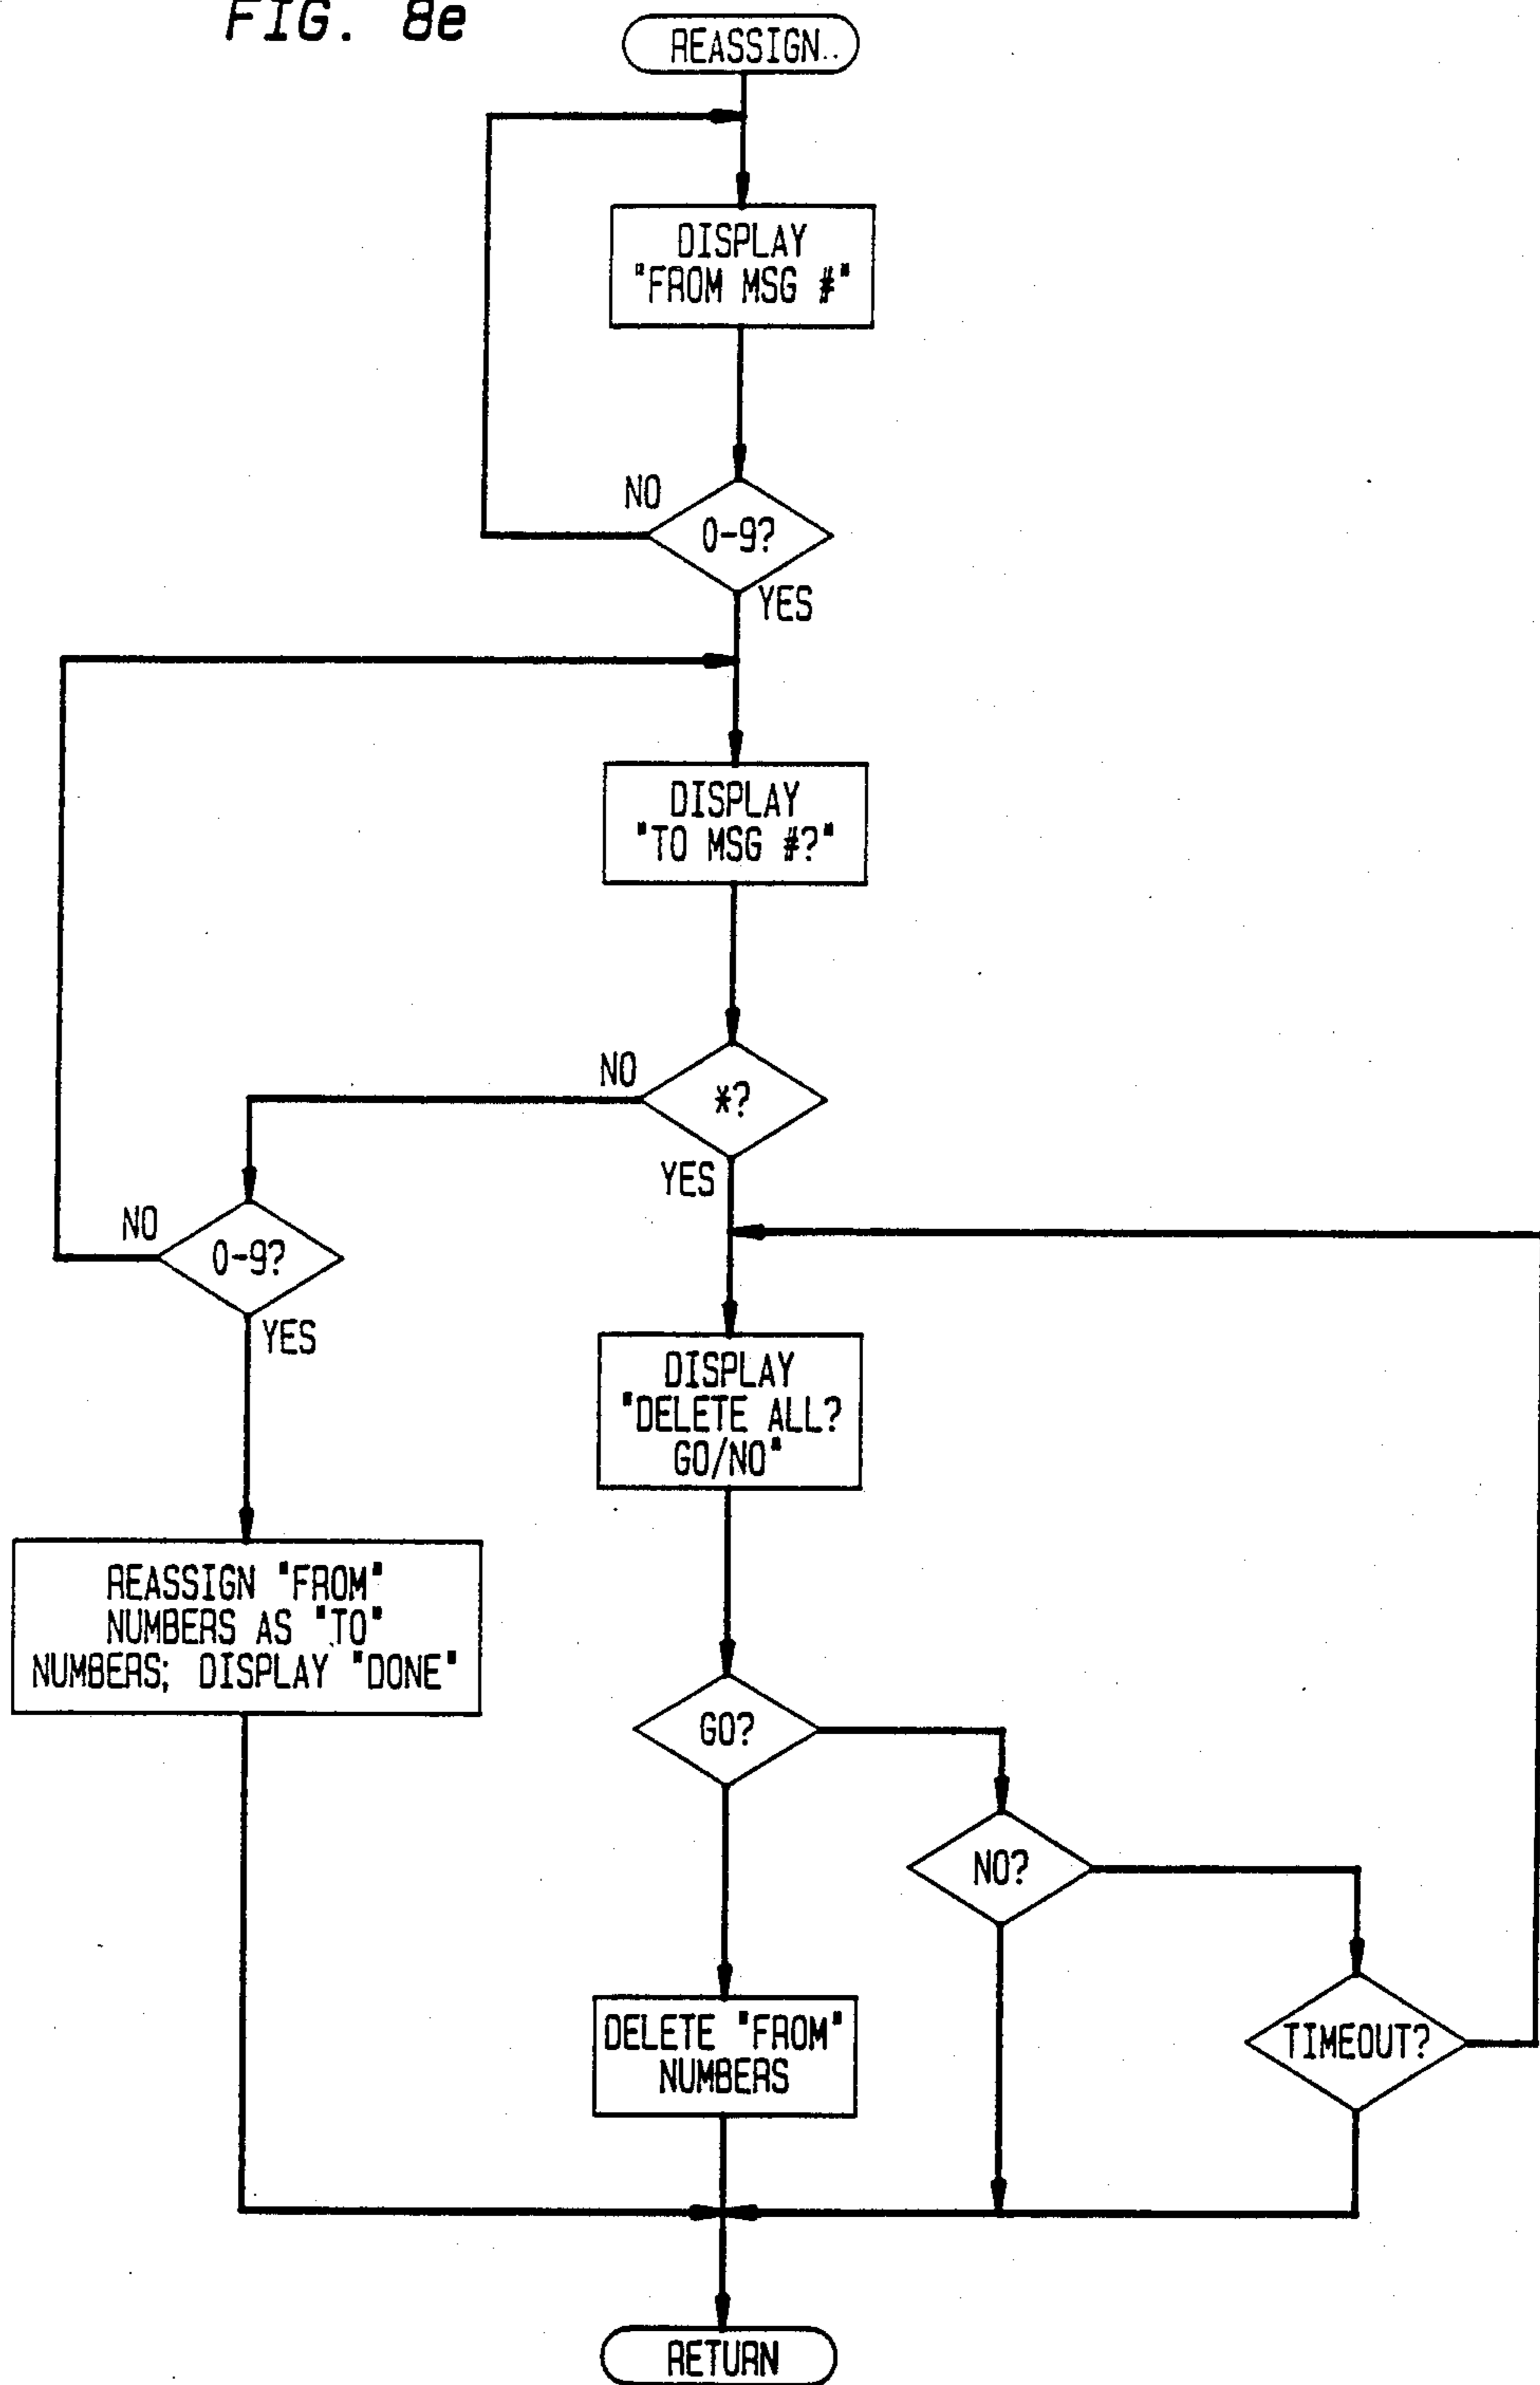 FIG. 8e
REASSIGN..
DISPLAY
"FROM MSG #"
NO
0-9?
YES
DISPLAY
"TO MSG #?"
NO
*?
YES
NO
0-9?
YES
DISPLAY
"DELETE ALL?
GO/NO"
REASSIGN "FROM"
NUMBERS AS "TO"
NUMBERS; DISPLAY "DONE"
GO?
NO?
TIMEOUT?
DELETE "FROM"
NUMBERS
RETURN